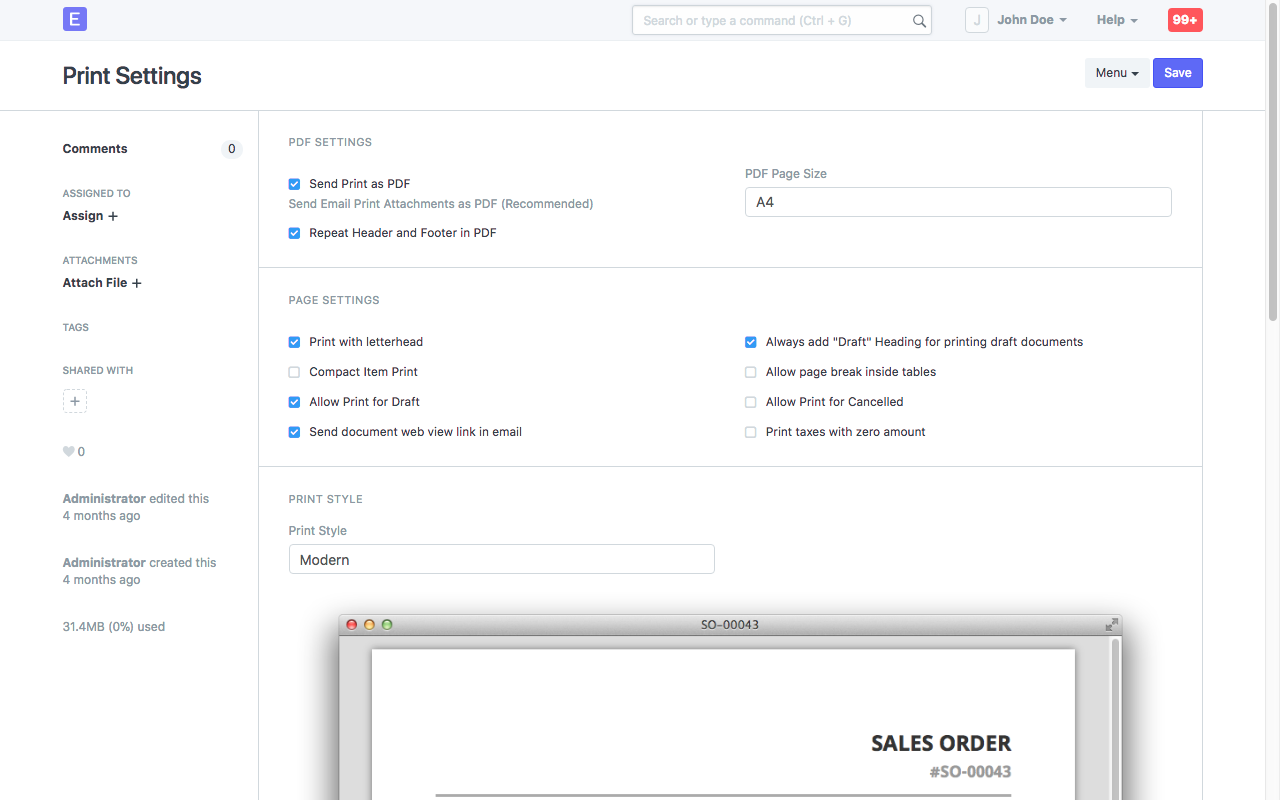 E
Search or type a command (Ctrl + G)
J
John Doe
Help
99+
Print Settings
Menu
Save
Comments
0
ASSIGNED TO
Assign +
ATTACHMENTS
Attach File +
TAGS
SHARED WITH
+
0
Administrator edited this
4 months ago
Administrator created this
4 months ago
31.4MB (0%) used
PDF SETTINGS
Send Print as PDF
Send Email Print Attachments as PDF (Recommended)
Repeat Header and Footer in PDF
PDF Page Size
A4
PAGE SETTINGS
Print with letterhead
Compact Item Print
Allow Print for Draft
Send document web view link in email
Always add "Draft" Heading for printing draft documents
Allow page break inside tables
Allow Print for Cancelled
Print taxes with zero amount
PRINT STYLE
Print Style
Modern
SO-00043
SALES ORDER
#SO-00043